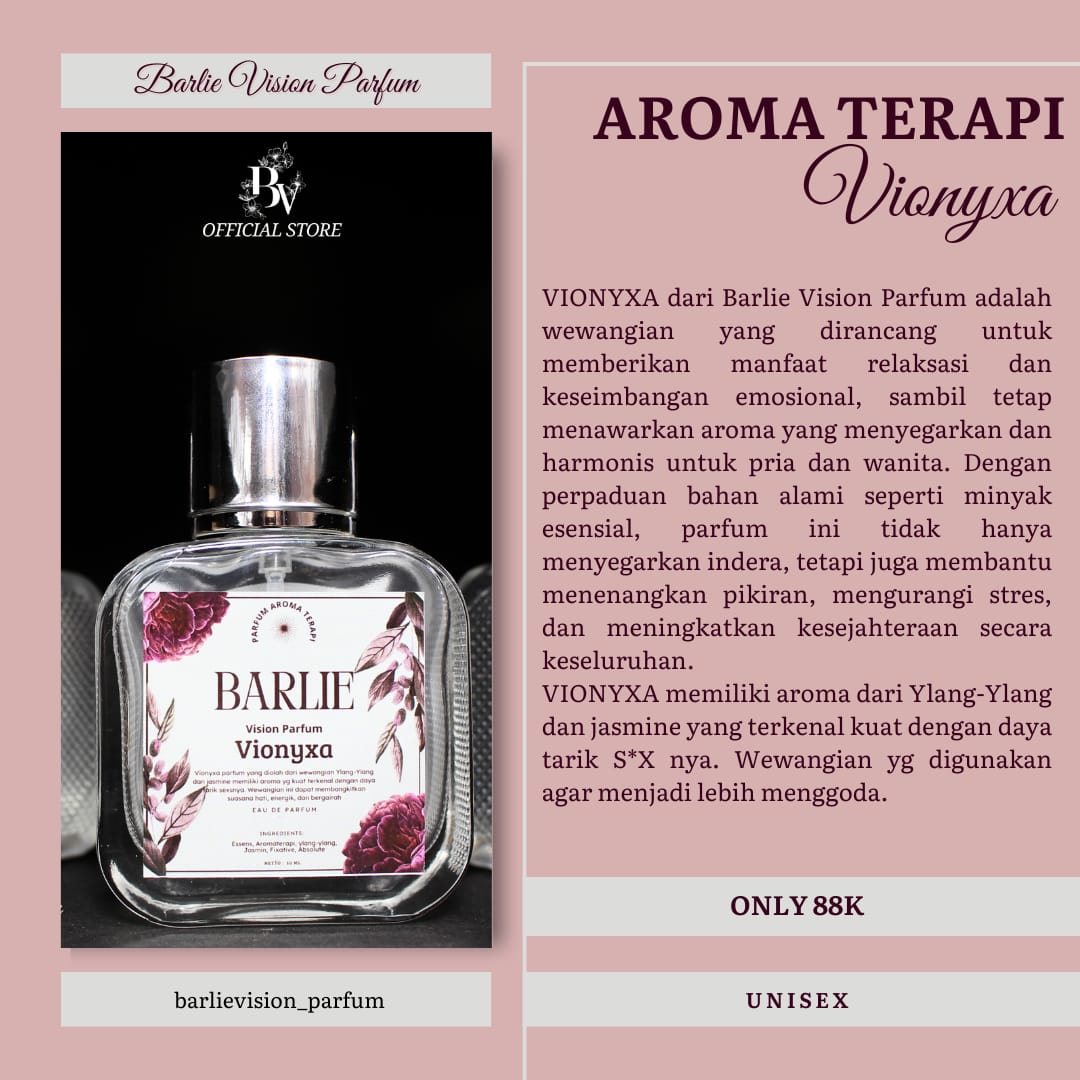 Barlie Vision Parfum
BV
OFFICIAL STORE
PARFUM AROMA TERAPI
BARLIE
Vision Parfum
Vionyxa
Vionyxa parfum yang diolah dari wewangian Ylang-Ylang
dan jasmine memiliki aroma yg kuat terkenal dengan daya
tarik sexsnya. Wewangian ini dapat membangkitkan
suasana hati, energik, dan bergairah
EAU DE PARFUM
INGREDIENTS:
Essens, Aromaterapi, ylang-ylang,
Jasmin, Fixative, Absolute
NETTO :
barlievision_parfum
AROMA TERAPI
Vionyxa
VIONYXA dari Barlie Vision Parfum adalah
wewangian yang dirancang untuk
memberikan manfaat relaksasi dan
keseimbangan emosional, sambil tetap
menawarkan aroma yang menyegarkan dan
harmonis untuk pria dan wanita. Dengan
perpaduan bahan alami seperti minyak
esensial, parfum ini tidak hanya
menyegarkan indera, tetapi juga membantu
menenangkan pikiran, mengurangi stres,
dan meningkatkan kesejahteraan secara
keseluruhan.
VIONYXA memiliki aroma dari Ylang-Ylang
dan jasmine yang terkenal kuat dengan daya
tarik S*X nya. Wewangian yg digunakan
agar menjadi lebih menggoda.
ONLY 88K
UNISEX